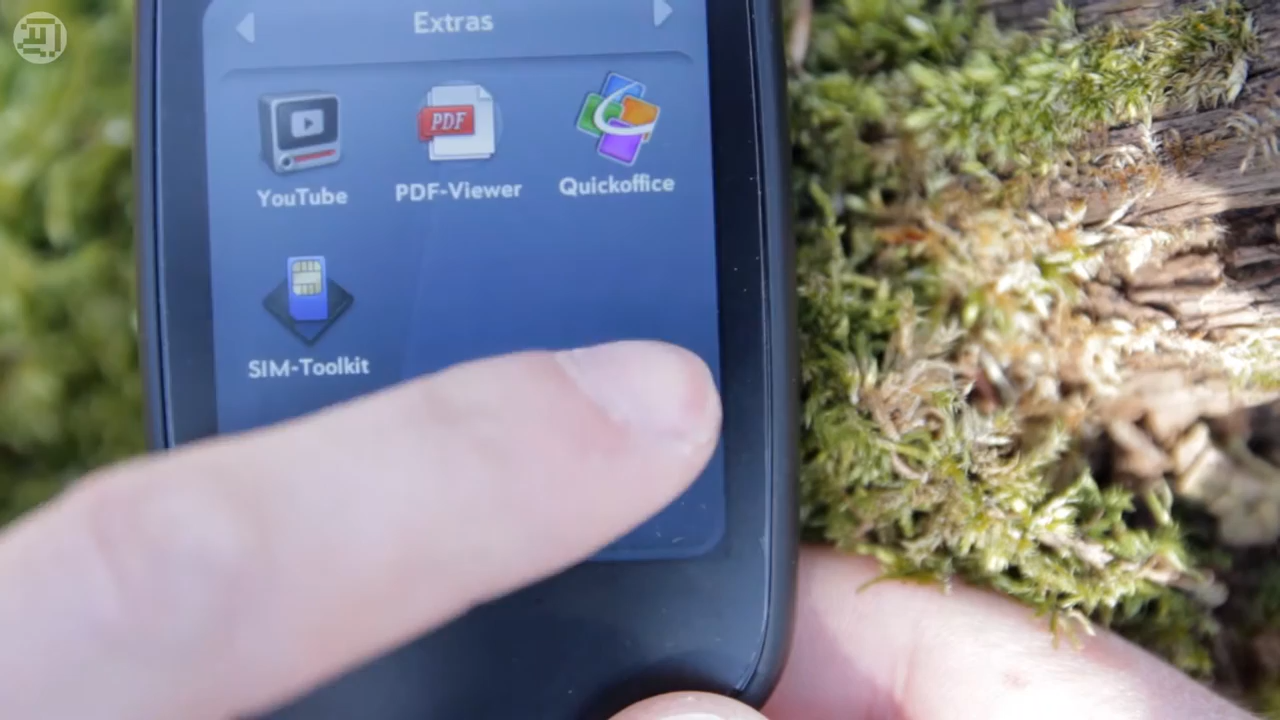 Extras
YouTube
PDF
PDF-Viewer
Quickoffice
SIM-Toolkit